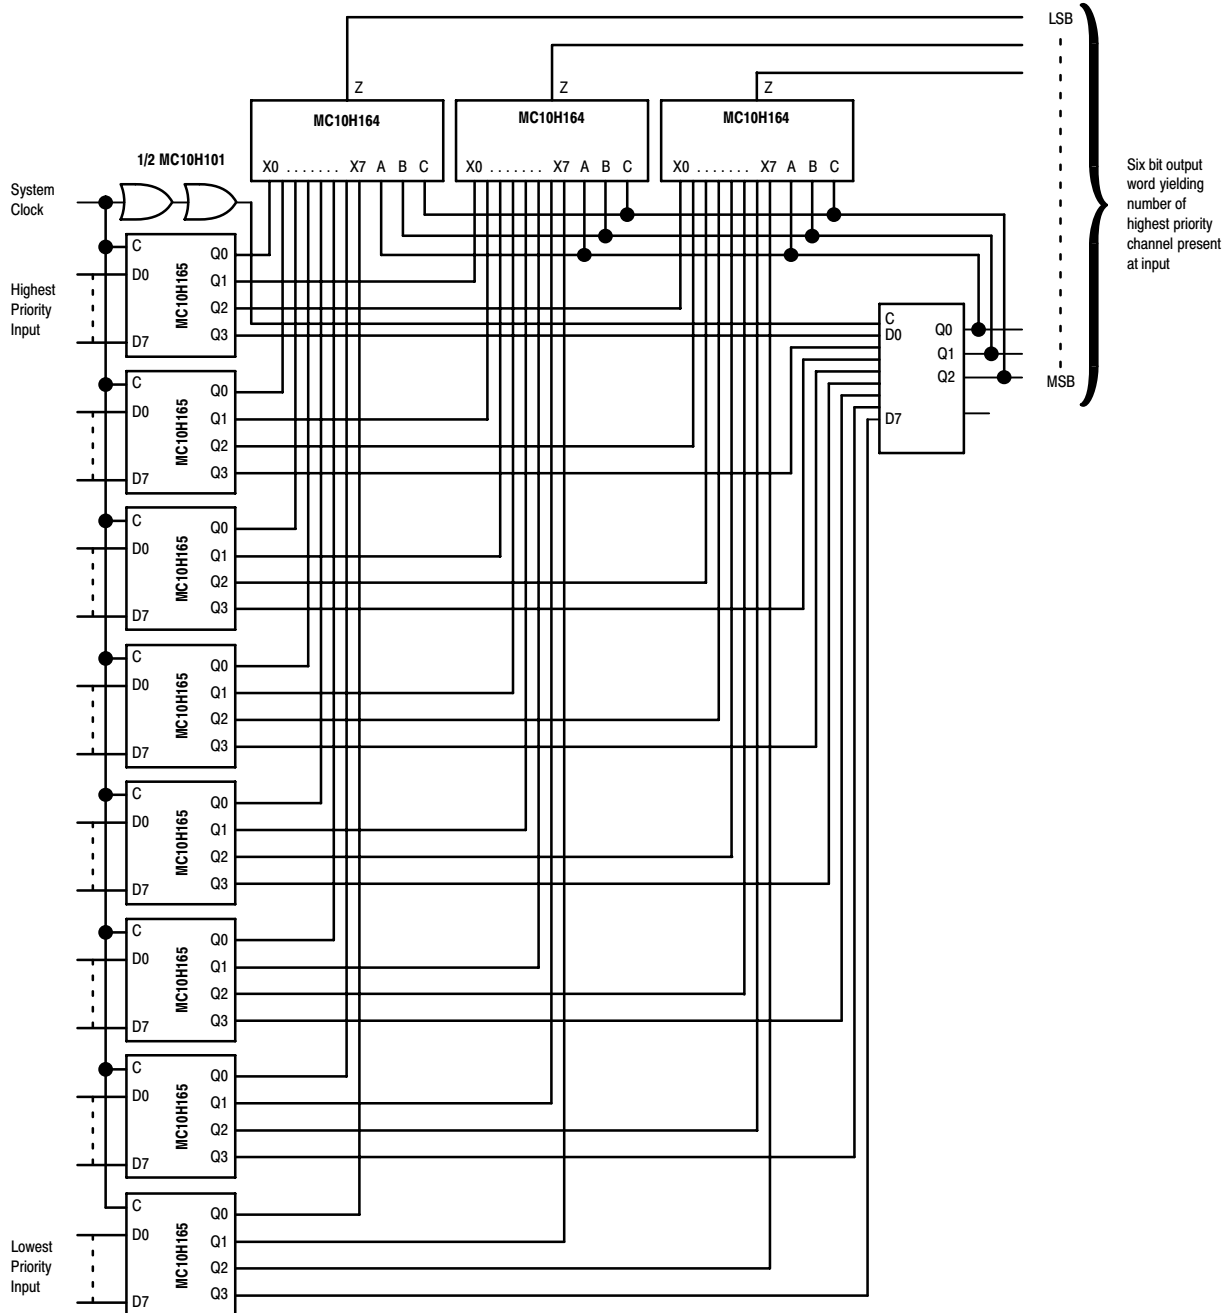 LSB
Z
Z
Z
MC10H164
MC10H164
MC10H164
1/2 MC10H101
X0 . . . . . . . X7 A B C
X0 . . . . . . . X7 A B C
X0 . . . . . . . X7 A B C
System
Clock
Six bit output
word yielding
number of
highest priority
channel present
at input
Highest
Priority
Input
C
D0
D7
MC10H165
Q0
Q1
Q2
Q3
C
D0
D7
Q0
Q1
Q2
MSB
C
D0
D7
MC10H165
Q0
Q1
Q2
Q3
C
D0
D7
MC10H165
Q0
Q1
Q2
Q3
C
D0
D7
MC10H165
Q0
Q1
Q2
Q3
C
D0
D7
MC10H165
Q0
Q1
Q2
Q3
C
D0
D7
MC10H165
Q0
Q1
Q2
Q3
C
D0
D7
MC10H165
Q0
Q1
Q2
Q3
Lowest
Priority
Input
C
D0
D7
MC10H165
Q0
Q1
Q2
Q3